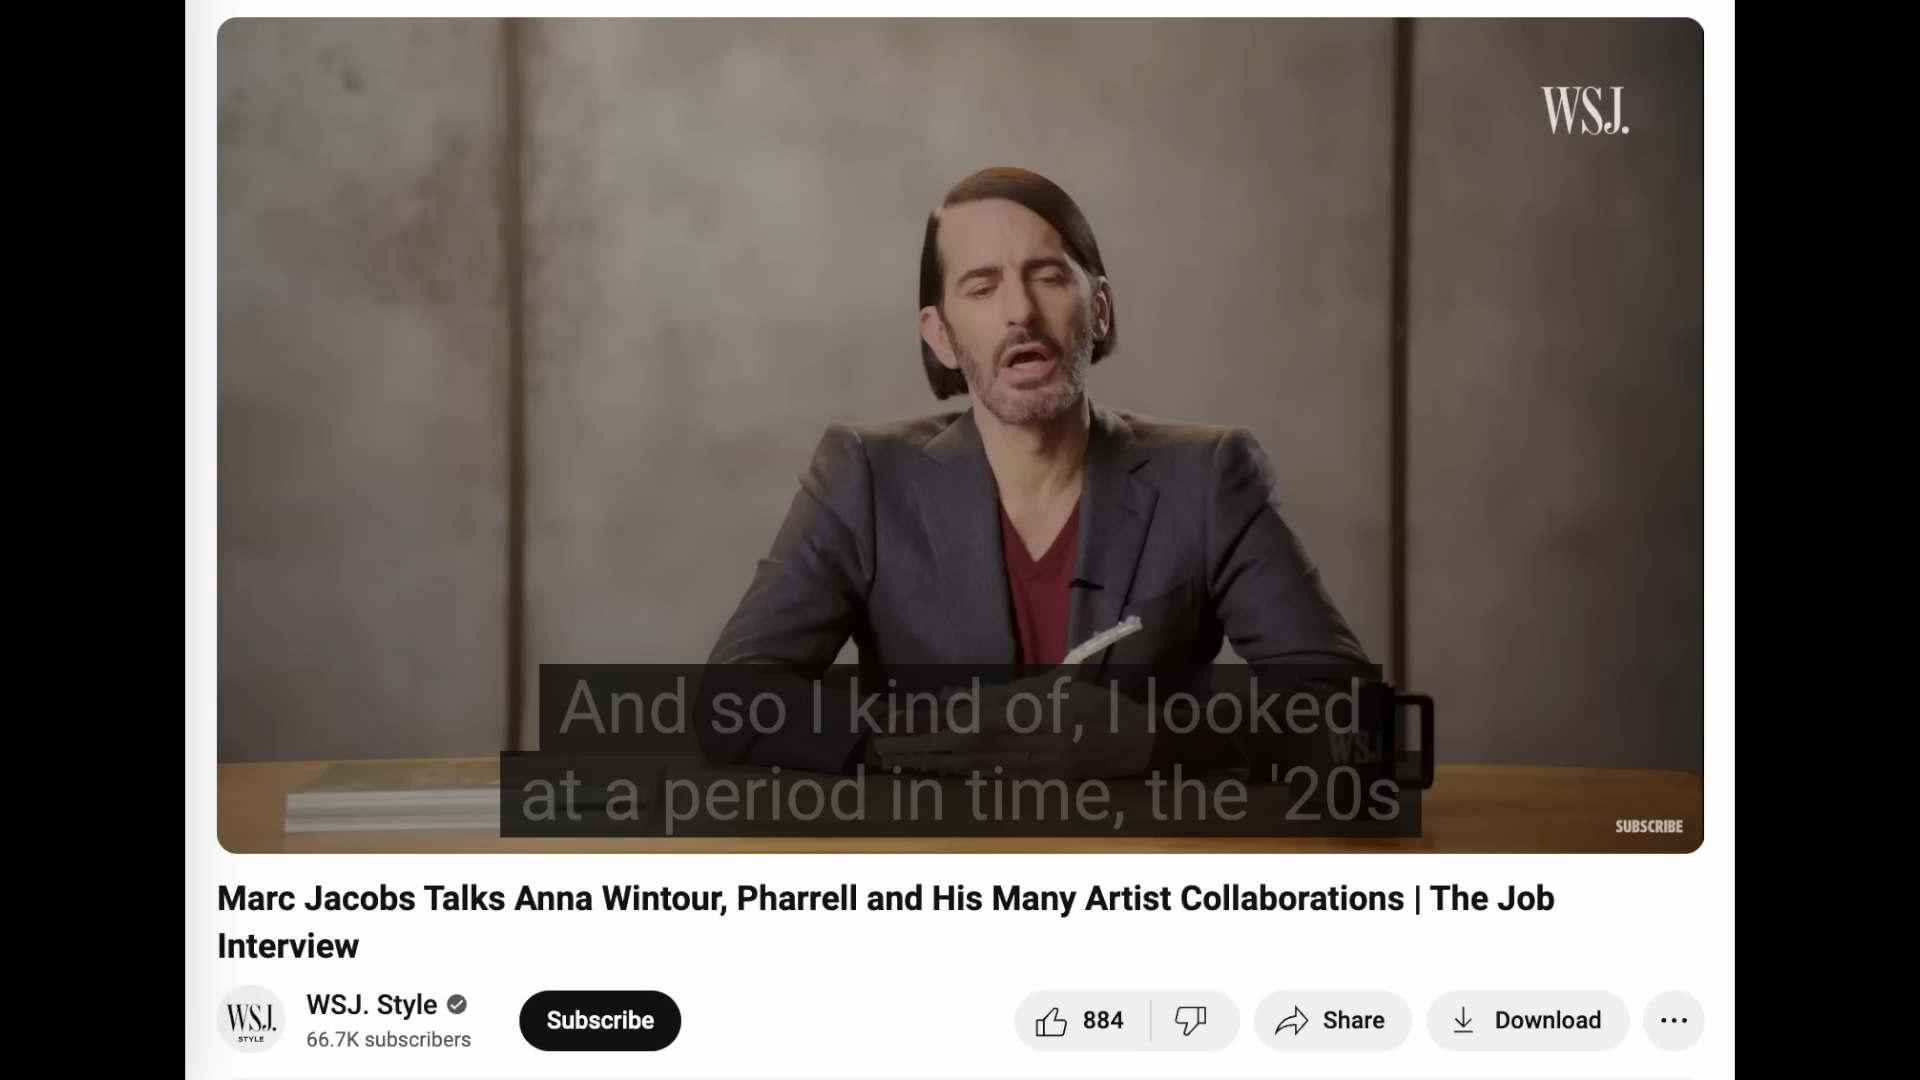 WSJ.
And so I kind of, I looked
WSJ
at a period in time, the '20s
SUBSCRIBE
Marc Jacobs Talks Anna Wintour, Pharrell and His Many Artist Collaborations | The Job
Interview
WSJ.
STYLE
WSJ. Style
66.7K subscribers
Subscribe
884
Share
Download